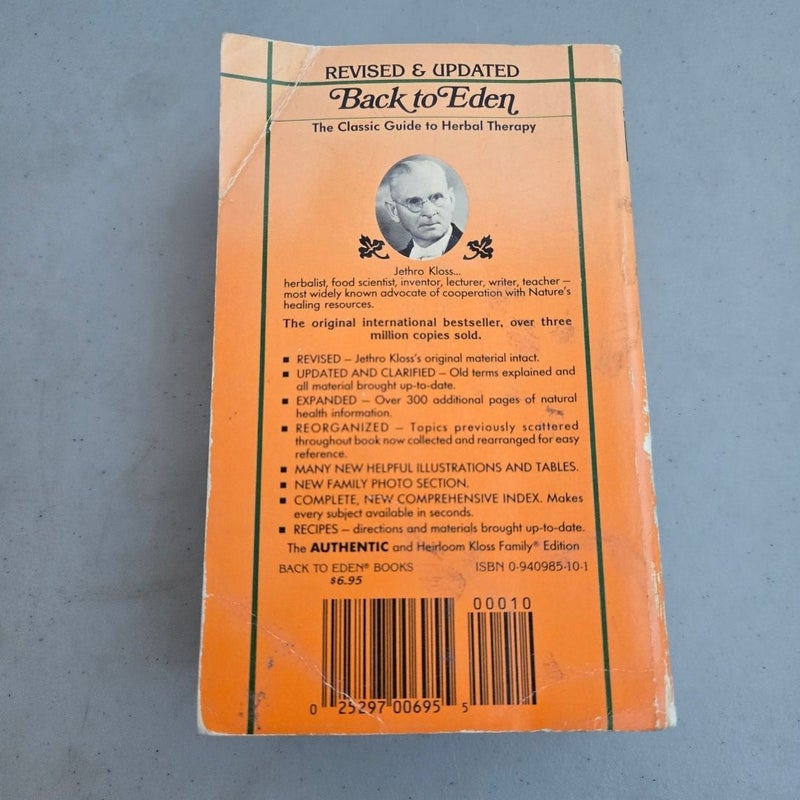 REVISED & UPDATED
Back to Eden
The Classic Guide to Herbal Therapy
Jethro Kloss...
herbalist, food scientist, inventor, lecturer, writer, teacher —
most widely known advocate of cooperation with Nature's
healing resources.
The original international bestseller, over three
million copies sold.
■ REVISED — Jethro Kloss's original material intact.
■ UPDATED AND CLARIFIED — Old terms explained and
all material brought up-to-date.
■ EXPANDED — Over 300 additional pages of natural
health information.
■ REORGANIZED — Topics previously scattered
throughout book now collected and rearranged for easy
reference.
■ MANY NEW HELPFUL ILLUSTRATIONS AND TABLES.
■ NEW FAMILY PHOTO SECTION.
■ COMPLETE, NEW COMPREHENSIVE INDEX. Makes
every subject available in seconds.
■ RECIPES — directions and materials brought up-to-date.
The AUTHENTIC and Heirloom Kloss Family® Edition
BACK TO EDEN® BOOKS ISBN 0-940985-10-1
$6.95
00010
0 25297 00695 5